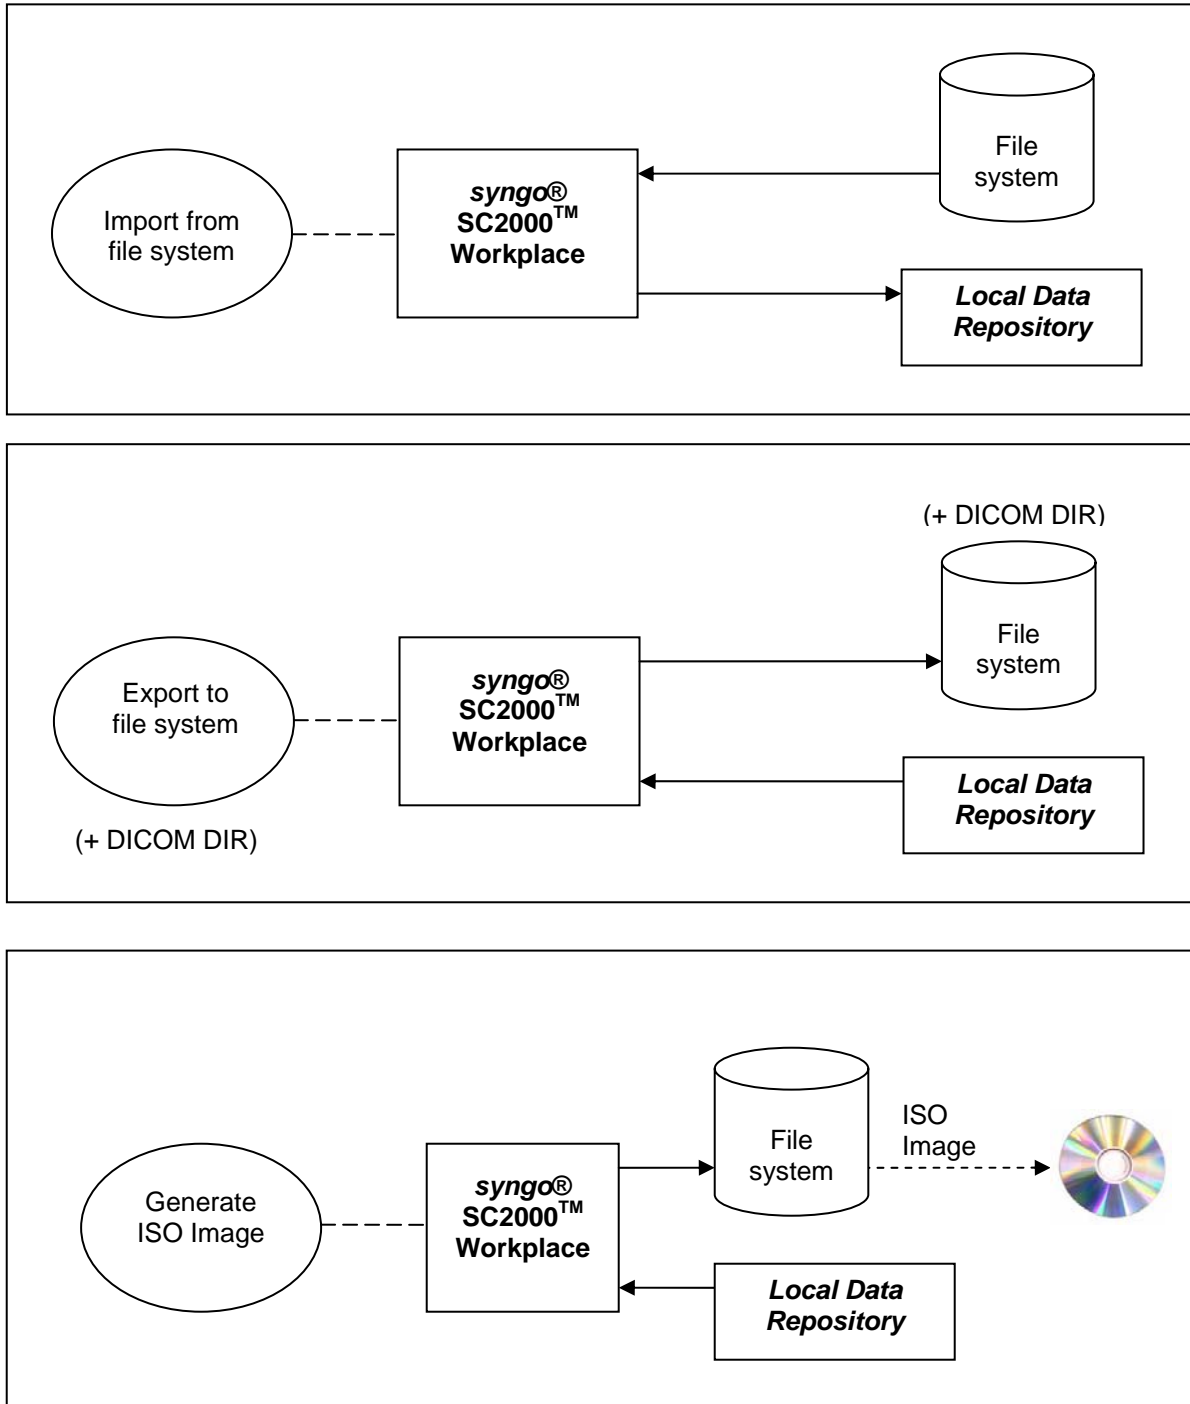 Import from
file system
syngo®
SC2000™
Workplace
File
system
Local Data
Repository
(+ DICOM DIR)
Export to
file system
(+ DICOM DIR)
syngo®
SC2000™
Workplace
File
system
Local Data
Repository
Generate
ISO Image
syngo®
SC2000™
Workplace
File
system
ISO
Image
Local Data
Repository